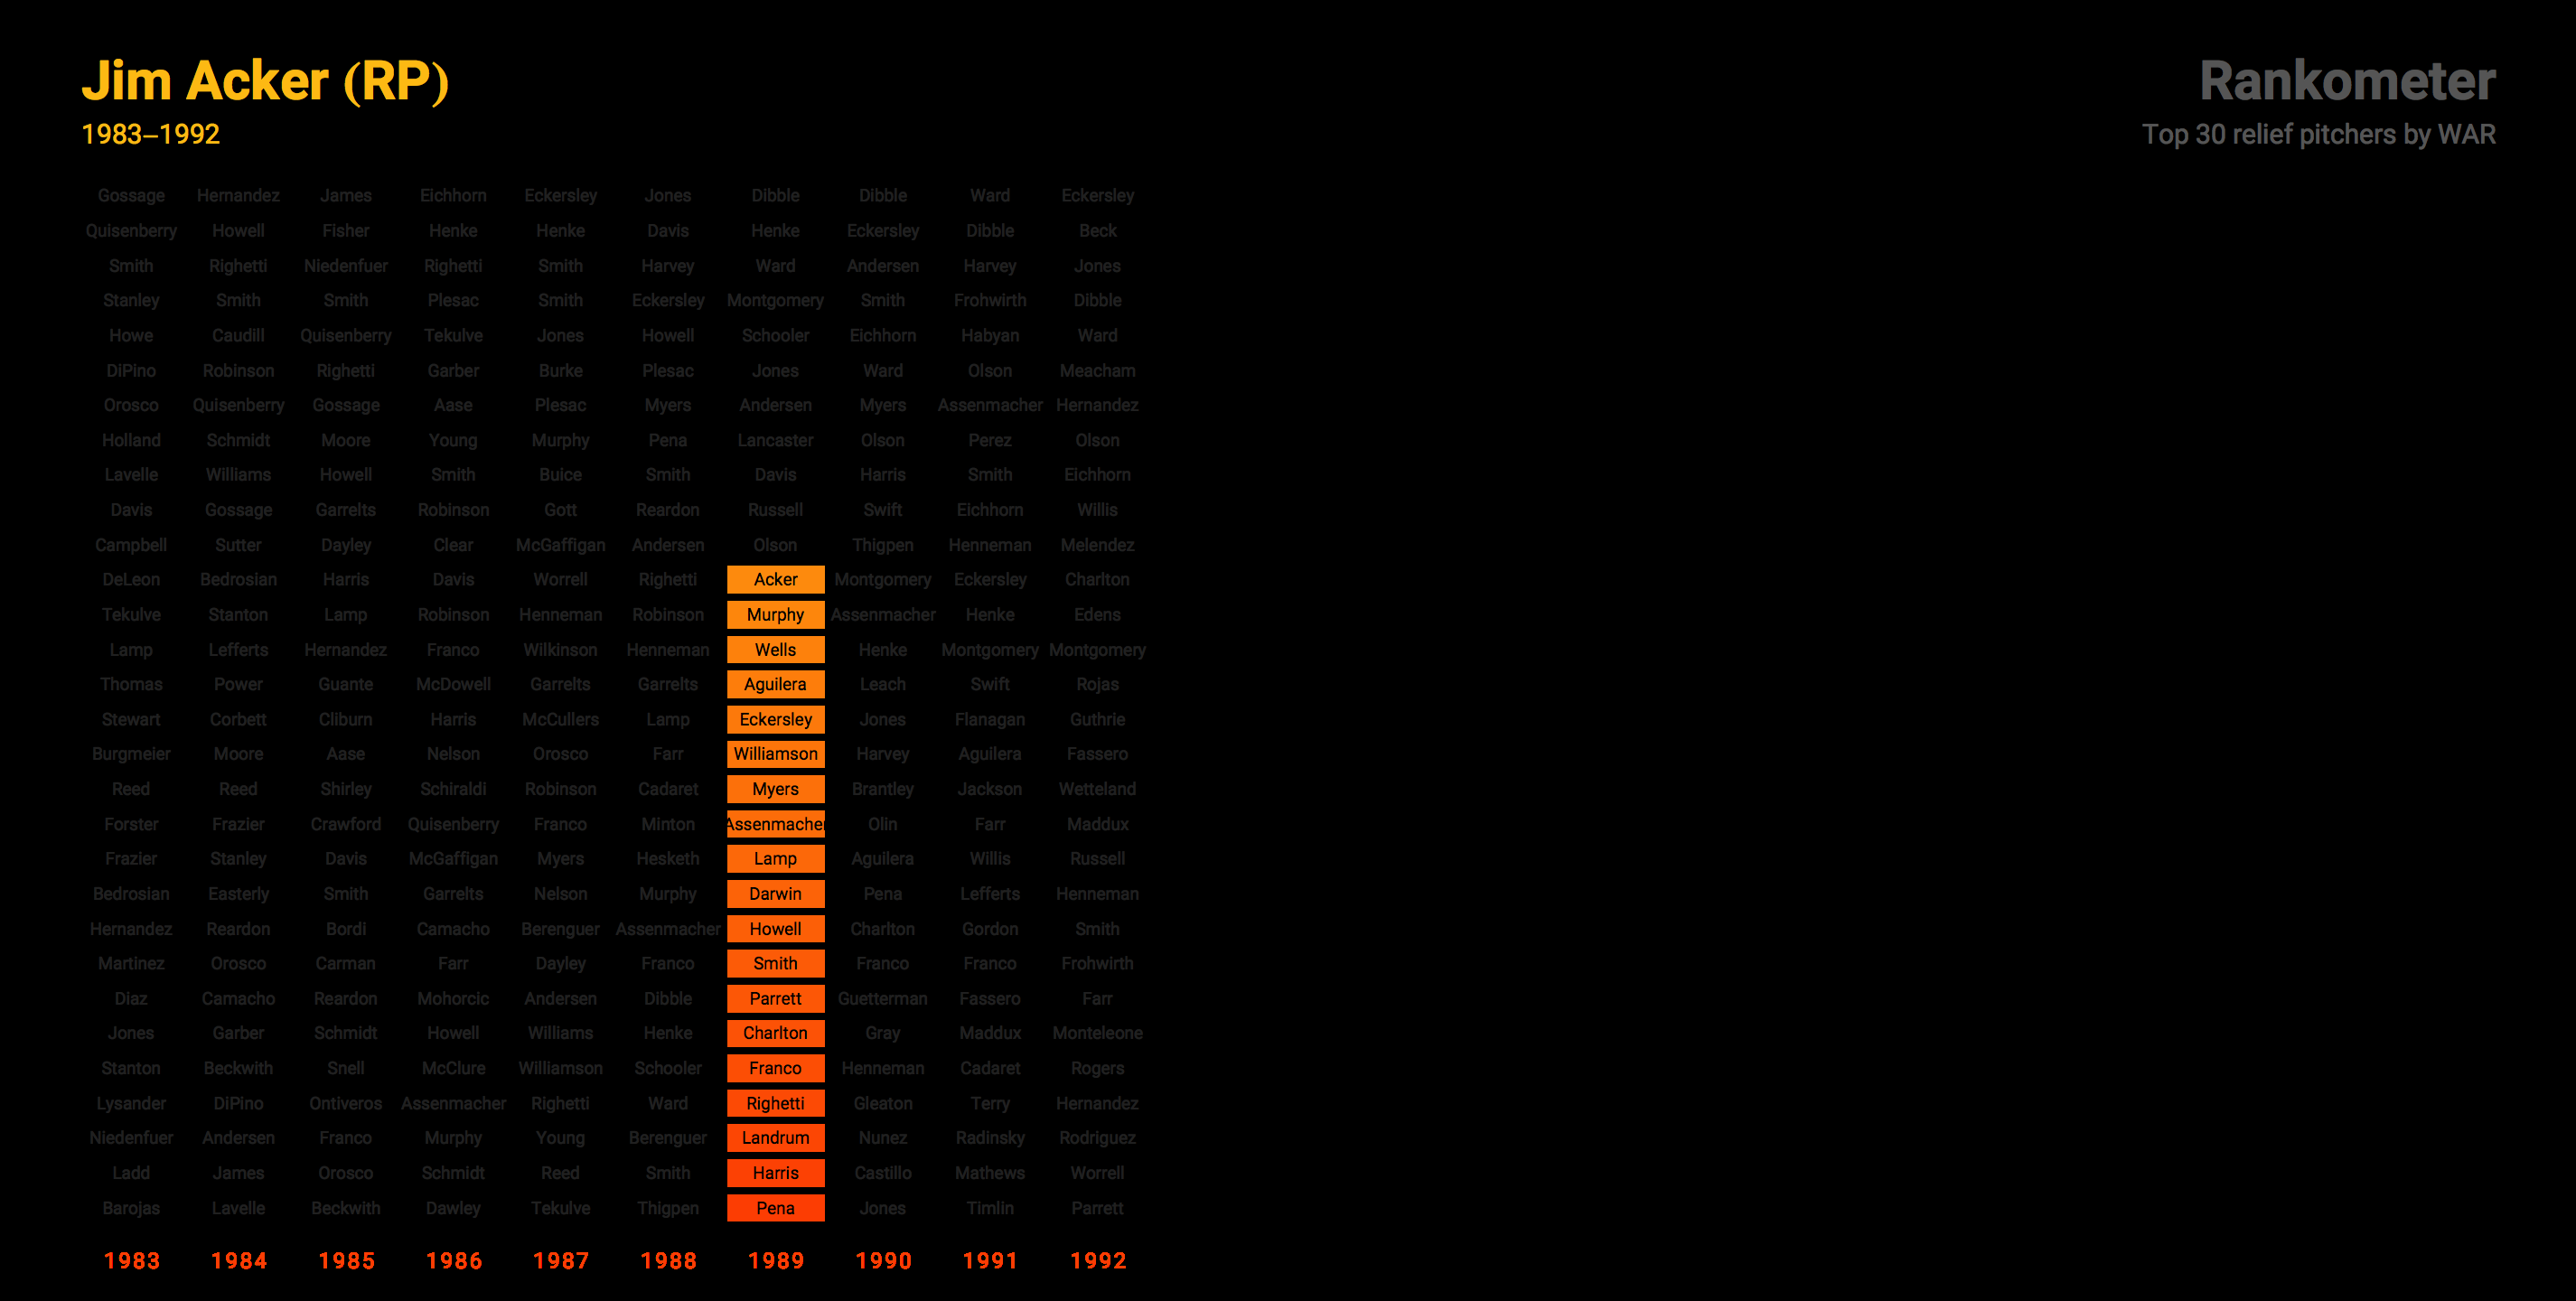 Jim Acker (RP)
1983–1992
Rankometer
Top 30 relief pitchers by WAR
Gossage Hernandez James Eichhorn Eckersley Jones Dibble Dibble Ward Eckersley
Quisenberry Howell Fisher Henke Henke Davis Henke Eckersley Dibble Beck
Smith Righetti Niedenfuer Righetti Smith Harvey Ward Andersen Harvey Jones
Stanley Smith Smith Plesac Smith Eckersley Montgomery Smith Frohwirth Dibble
Howe Caudill Quisenberry Tekulve Jones Howell Schooler Eichhorn Habyan Ward
DiPino Robinson Righetti Garber Burke Plesac Jones Ward Olson Meacham
Orosco Quisenberry Gossage Aase Plesac Myers Andersen Myers Assenmacher Hernandez
Holland Schmidt Moore Young Murphy Pena Lancaster Olson Perez Olson
Lavelle Williams Howell Smith Buice Smith Davis Harris Smith Eichhorn
Davis Gossage Garrelts Robinson Gott Reardon Russell Swift Eichhorn Willis
Campbell Sutter Dayley Clear McGaffigan Andersen Olson Thigpen Henneman Melendez
DeLeon Bedrosian Harris Davis Worrell Righetti Acker Montgomery Eckersley Charlton
Tekulve Stanton Lamp Robinson Henneman Robinson Murphy Assenmacher Henke Edens
Lamp Lefferts Hernandez Franco Wilkinson Henneman Wells Henke Montgomery Montgomery
Thomas Power Guante McDowell Garrelts Garrelts Aguilera Leach Swift Rojas
Stewart Corbett Cliburn Harris McCullers Lamp Eckersley Jones Flanagan Guthrie
Burgmeier Moore Aase Nelson Orosco Farr Williamson Harvey Aguilera Fassero
Reed Reed Shirley Schiraldi Robinson Cadaret Myers Brantley Jackson Wetteland
Forster Frazier Crawford Quisenberry Franco Minton Assenmacher Olin Farr Maddux
Frazier Stanley Davis McGaffigan Myers Hesketh Lamp Aguilera Willis Russell
Bedrosian Easterly Smith Garrelts Nelson Murphy Darwin Pena Lefferts Henneman
Hernandez Reardon Bordi Camacho Berenguer Assenmacher Howell Charlton Gordon Smith
Martinez Orosco Carman Farr Dayley Franco Smith Franco Franco Frohwirth
Diaz Camacho Reardon Mohorcic Andersen Dibble Parrett Guetterman Fassero Farr
Jones Garber Schmidt Howell Williams Henke Charlton Gray Maddux Monteleone
Stanton Beckwith Snell McClure Williamson Schooler Franco Henneman Cadaret Rogers
Lysander DiPino Ontiveros Assenmacher Righetti Ward Righetti Gleaton Terry Hernandez
Niedenfuer Andersen Franco Murphy Young Berenguer Landrum Nunez Radinsky Rodriguez
Ladd James Orosco Schmidt Reed Smith Harris Castillo Mathews Worrell
Barojas Lavelle Beckwith Dawley Tekulve Thigpen Pena Jones Timlin Parrett
1983 1984 1985 1986 1987 1988 1989 1990 1991 1992